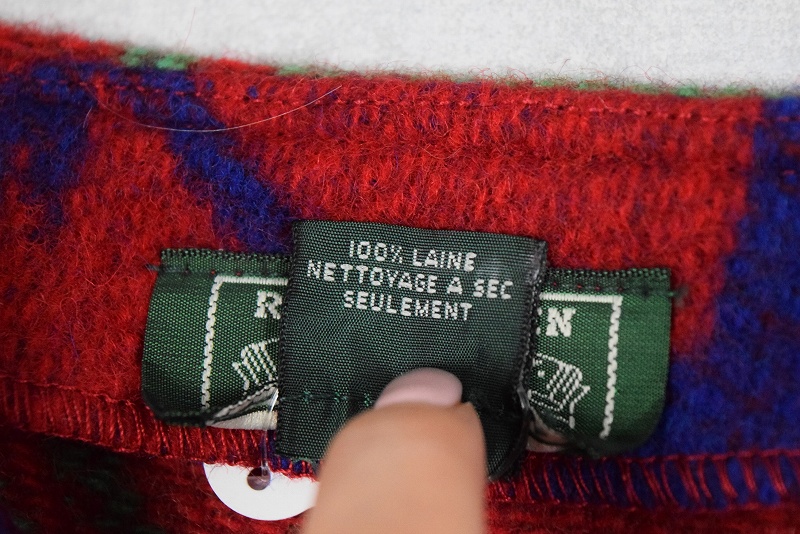 100% LAINE
NETTOYAGE A SEC
SEULEMENT